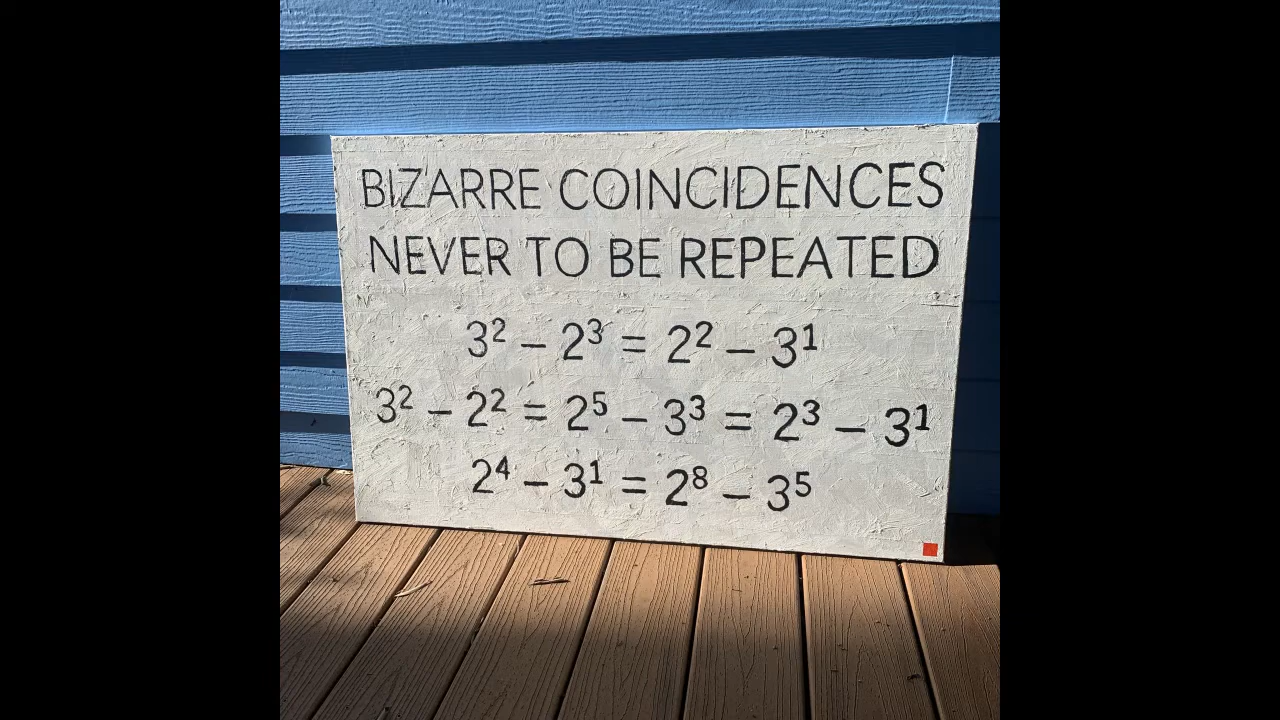 BIZARRE COINCIDENCES
NEVER TO BE REPEATED
3² – 2³ = 2² – 3¹
3² – 2² = 2⁵ – 3³ = 2³ – 3¹
2⁴ – 3¹ = 2⁸ – 3⁵